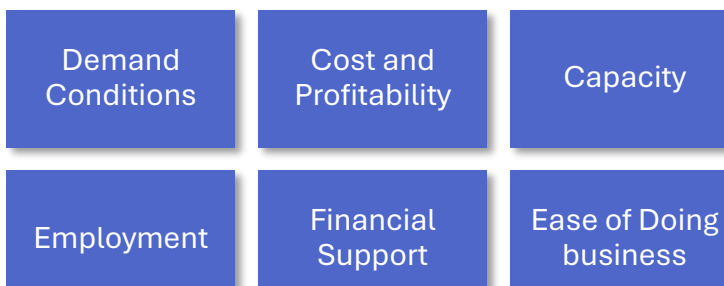 Demand
Conditions
Cost and
Profitability
Capacity
Employment
Financial
Support
Ease of Doing
business